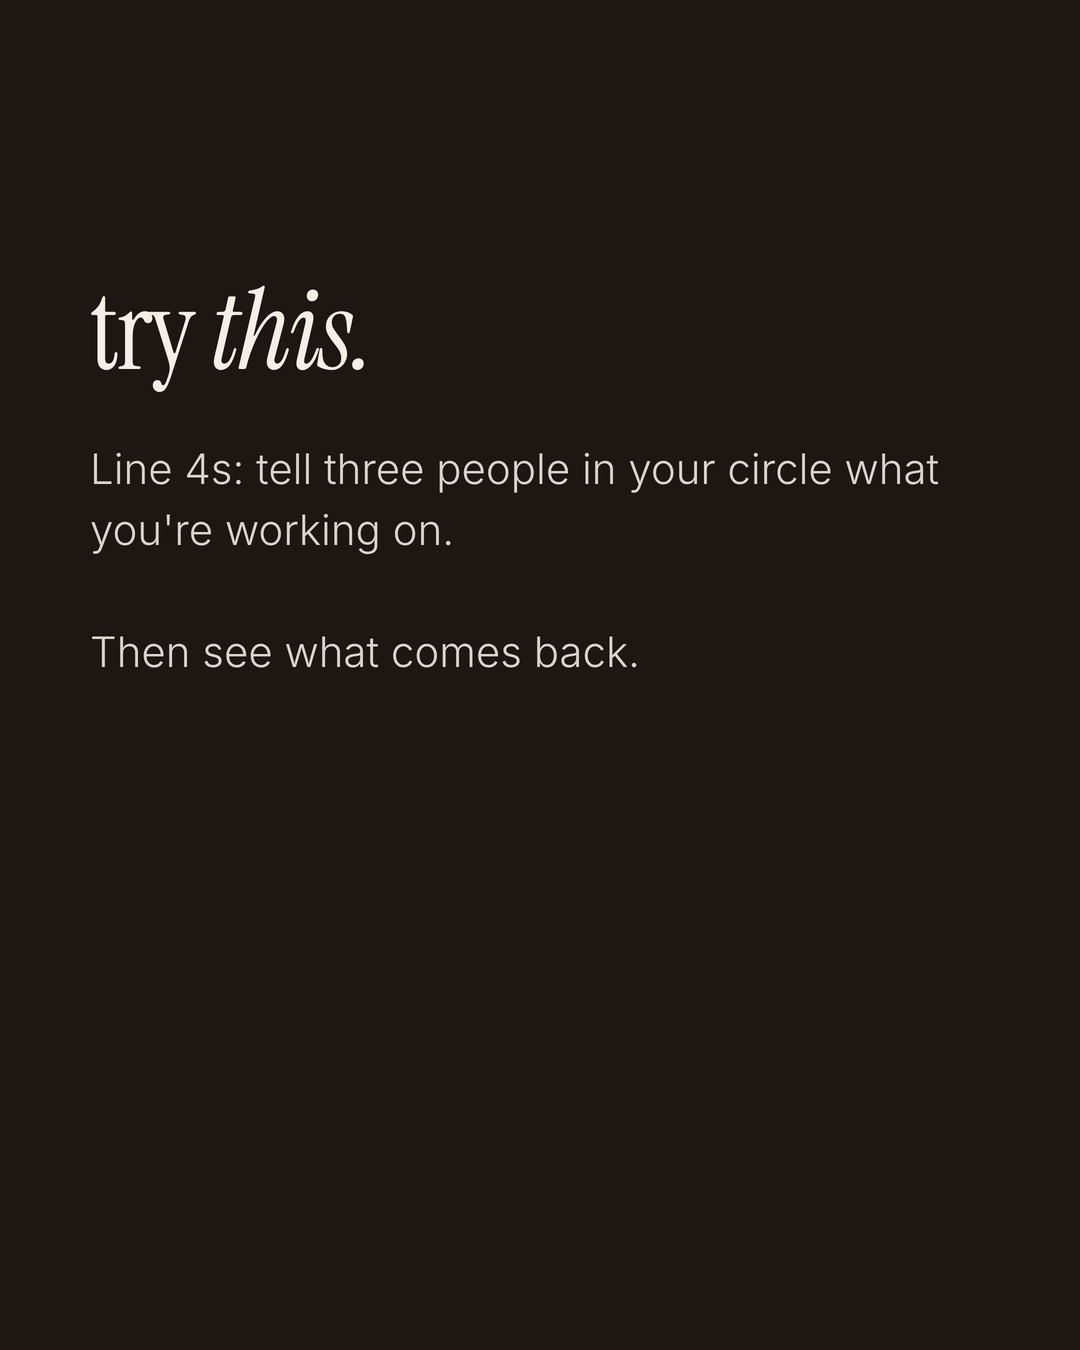 try this.
Line 4s: tell three people in your circle what
you're working on.
Then see what comes back.